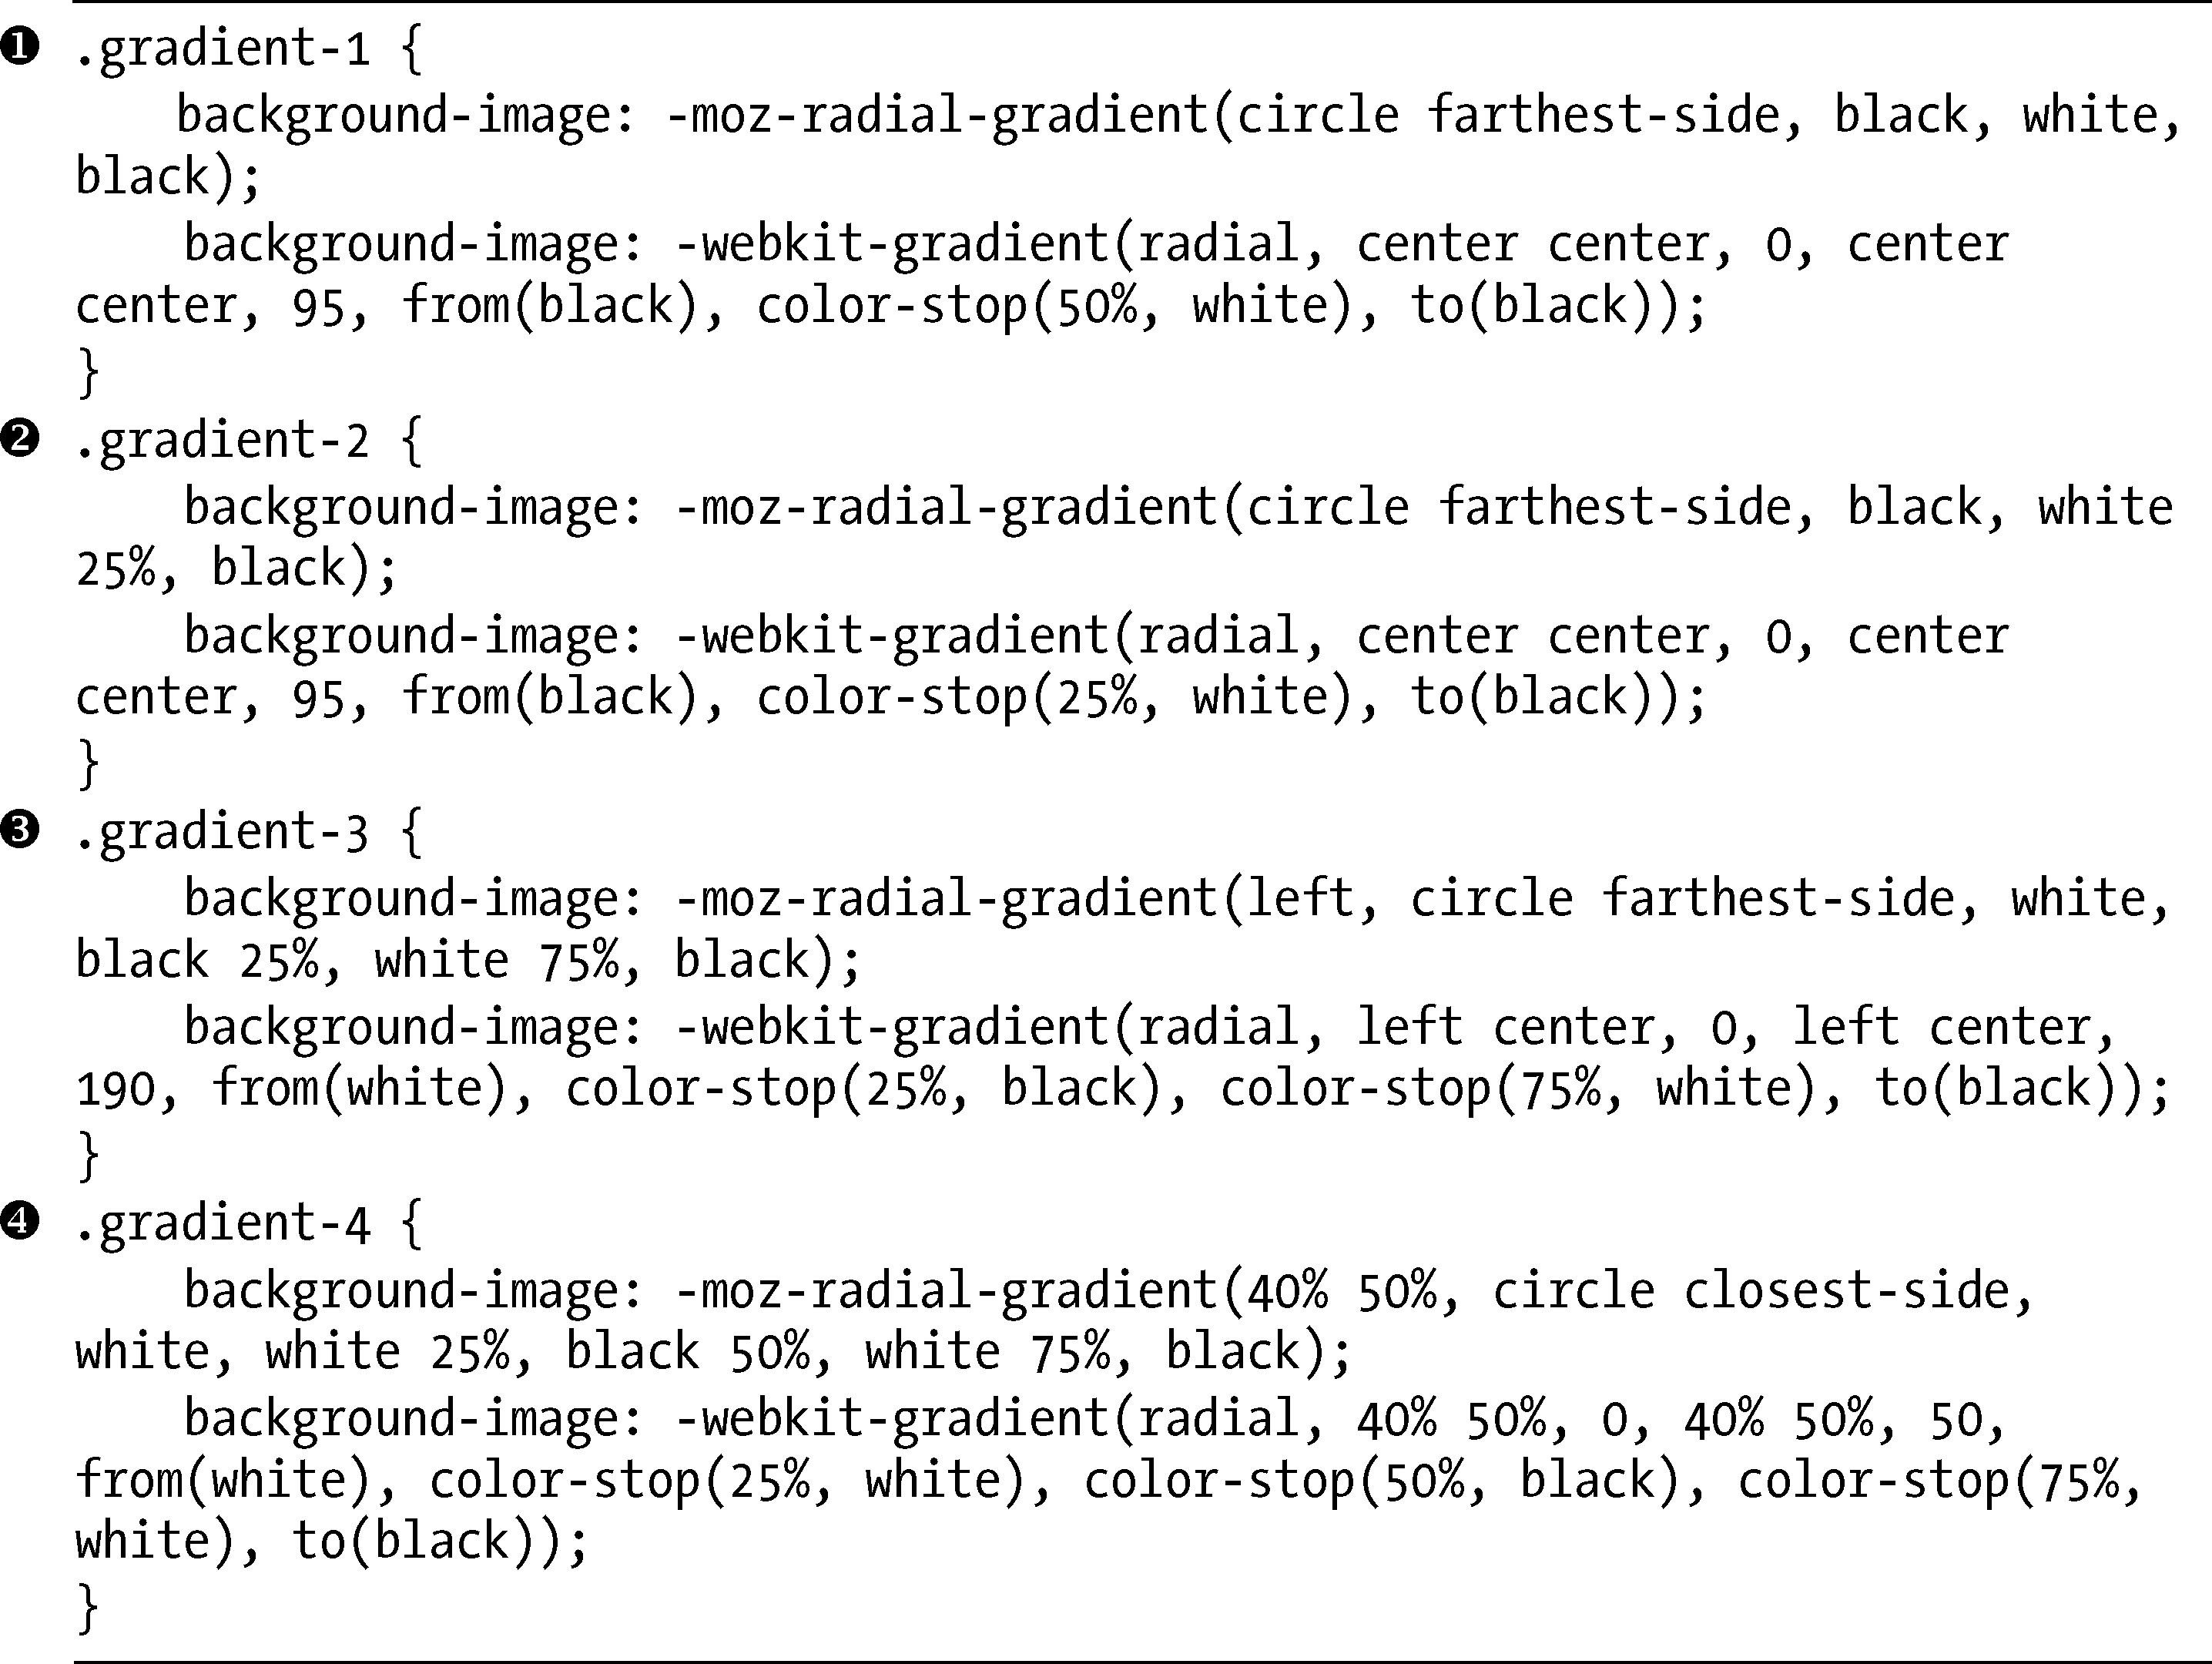 ❶ .gradient-1 {
background-image: -moz-radial-gradient(circle farthest-side, black, white,
black);
background-image: -webkit-gradient(radial, center center, 0, center
center, 95, from(black), color-stop(50%, white), to(black));
}
❷ .gradient-2 {
background-image: -moz-radial-gradient(circle farthest-side, black, white
25%, black);
background-image: -webkit-gradient(radial, center center, 0, center
center, 95, from(black), color-stop(25%, white), to(black));
}
❸ .gradient-3 {
background-image: -moz-radial-gradient(left, circle farthest-side, white,
black 25%, white 75%, black);
background-image: -webkit-gradient(radial, left center, 0, left center,
190, from(white), color-stop(25%, black), color-stop(75%, white), to(black));
}
❹ .gradient-4 {
background-image: -moz-radial-gradient(40% 50%, circle closest-side,
white, white 25%, black 50%, white 75%, black);
background-image: -webkit-gradient(radial, 40% 50%, 0, 40% 50%, 50,
from(white), color-stop(25%, white), color-stop(50%, black), color-stop(75%,
white), to(black));
}